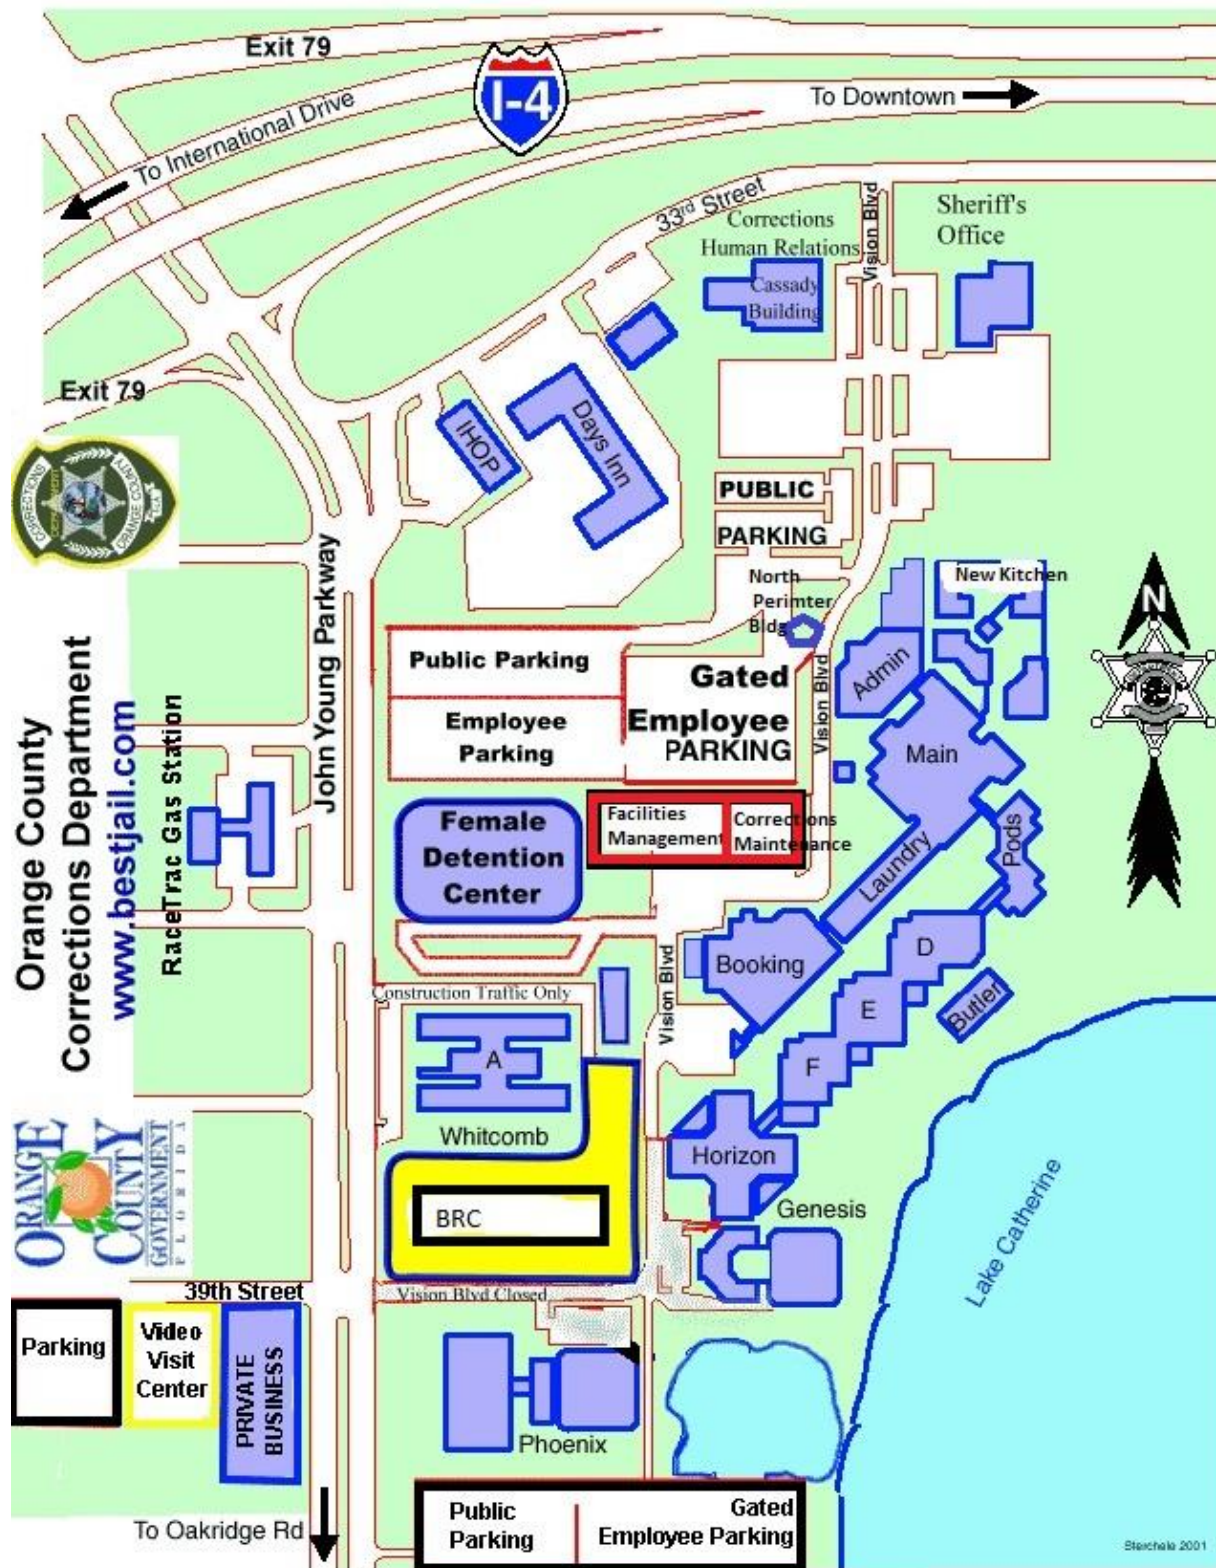 Exit 79
I-4
To International Drive
To Downtown
33rd Street
Vision Blvd
Sheriff's
Office
Corrections
Human Relations
Cassady
Building
Exit 79
IHOP
Days Inn
CORRECTIONS
ORANGE COUNTY
PUBLIC
PARKING
North
Perimter
Bldg
New Kitchen
N
John Young Parkway
Public Parking
Employee
Parking
Gated
Employee
PARKING
Vision Blvd
Admin
Main
Orange County
Corrections Department
www.bestjail.com
RaceTrac Gas Station
Female
Detention
Center
Facilities
Management
Corrections
Maintenance
Laundry
Pods
Booking
D
E
F
Butler
Vision Blvd
Construction Traffic Only
A
Whitcomb
Horizon
Genesis
BRC
Lake Catherine
ORANGE
COUNTY
GOVERNMENT
FLORIDA
39th Street
Vision Blvd Closed
Parking
Video
Visit
Center
PRIVATE
BUSINESS
Phoenix
To Oakridge Rd
Public
Parking
Gated
Employee Parking
Sterchele 2001